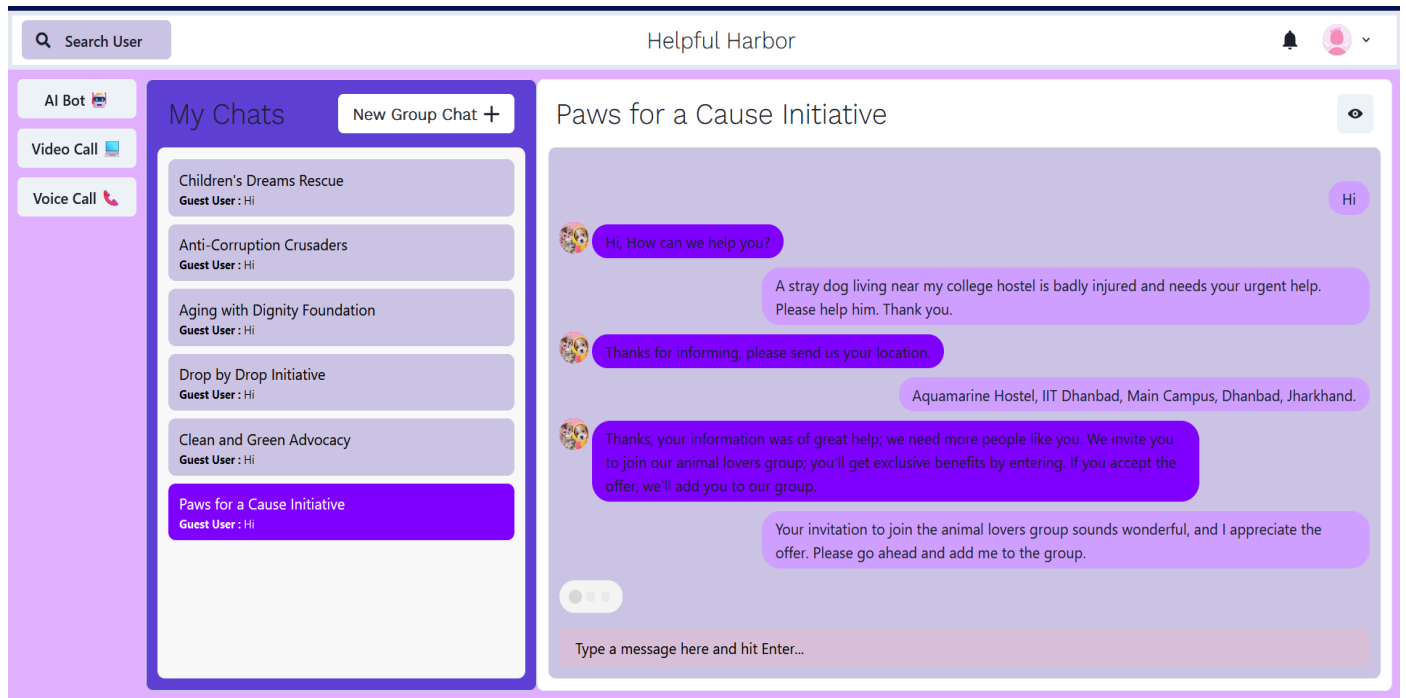 Search User
Helpful Harbor
AI Bot
Video Call
Voice Call
My Chats
New Group Chat +
Children's Dreams Rescue
Guest User : Hi
Anti-Corruption Crusaders
Guest User : Hi
Aging with Dignity Foundation
Guest User : Hi
Drop by Drop Initiative
Guest User : Hi
Clean and Green Advocacy
Guest User : Hi
Paws for a Cause Initiative
Guest User : Hi
Paws for a Cause Initiative
Hi
Hi, How can we help you?
A stray dog living near my college hostel is badly injured and needs your urgent help.
Please help him. Thank you.
Thanks for informing, please send us your location.
Aquamarine Hostel, IIT Dhanbad, Main Campus, Dhanbad, Jharkhand.
Thanks, your information was of great help; we need more people like you. We invite you
to join our animal lovers group; you'll get exclusive benefits by entering. If you accept the
offer, we'll add you to our group.
Your invitation to join the animal lovers group sounds wonderful, and I appreciate the
offer. Please go ahead and add me to the group.
Type a message here and hit Enter...